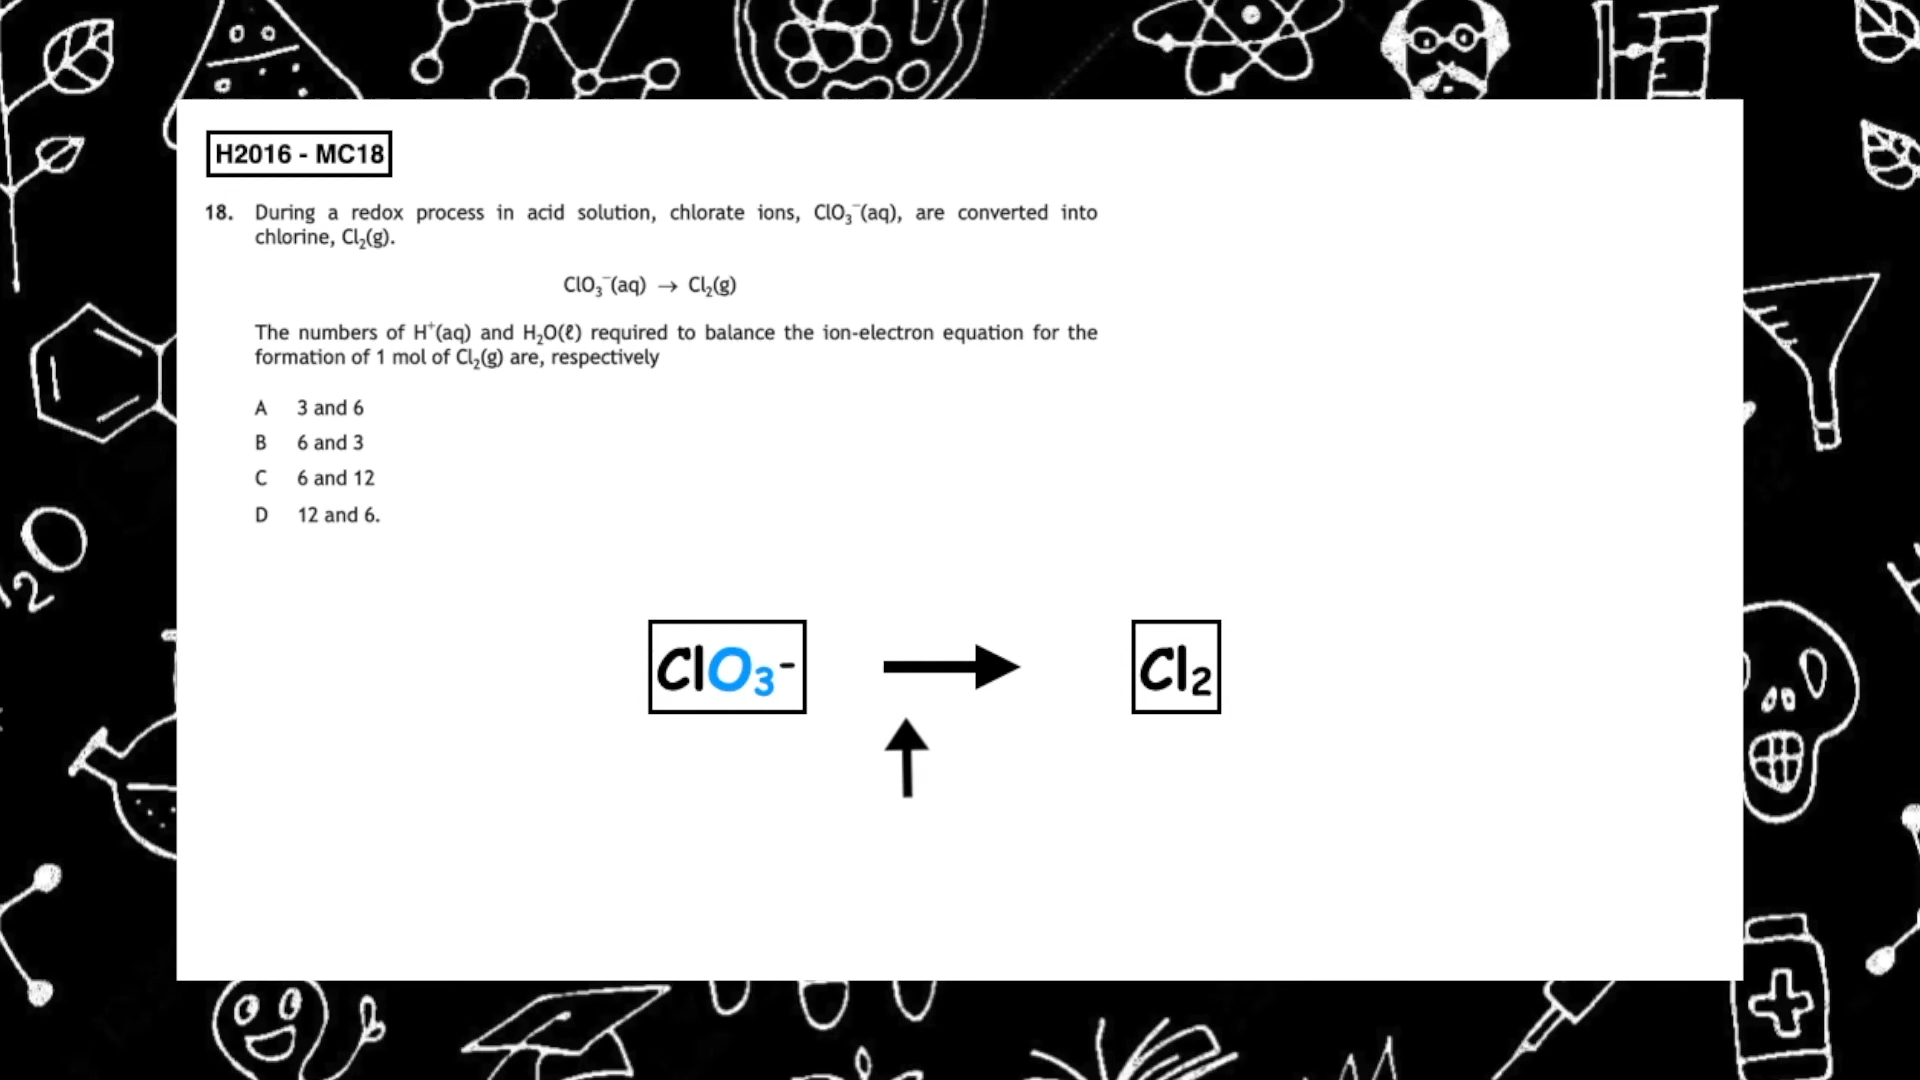 H2016 - MC18
18. During a redox process in acid solution, chlorate ions, ClO₃⁻(aq), are converted into
chlorine, Cl₂(g).
ClO₃⁻(aq) → Cl₂(g)
The numbers of H⁺(aq) and H₂O(ℓ) required to balance the ion-electron equation for the
formation of 1 mol of Cl₂(g) are, respectively
A 3 and 6
B 6 and 3
C 6 and 12
D 12 and 6.
ClO₃⁻ → Cl₂
₂O